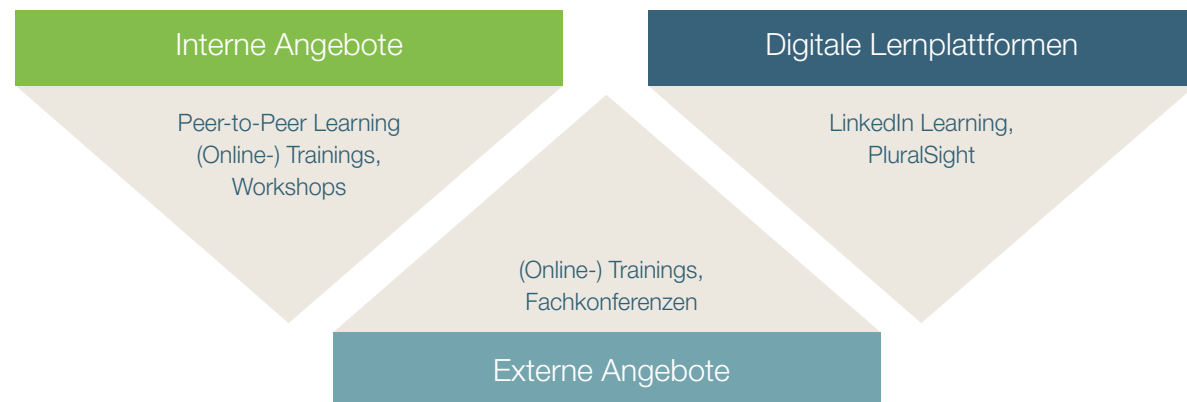 Interne Angebote
Peer-to-Peer Learning
(Online-) Trainings,
Workshops
(Online-) Trainings,
Fachkonferenzen
Externe Angebote
Digitale Lernplattformen
LinkedIn Learning,
PluralSight